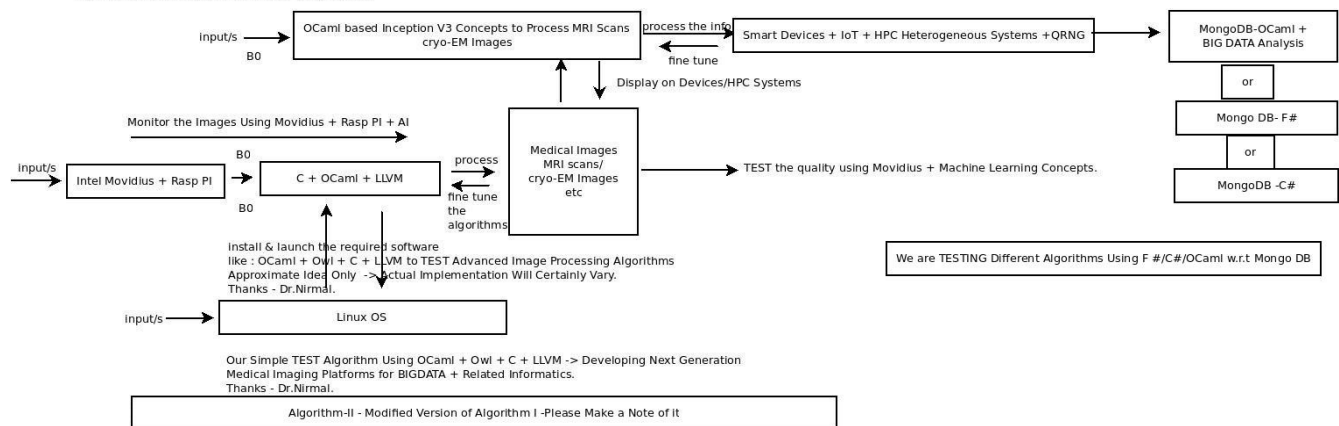 OCaml based Inception V3 Concepts to Process MRI Scans
cryo-EM Images
input/s
B0
process the info
fine tune
Smart Devices + IoT + HPC Heterogeneous Systems +QRNG
MongoDB-OCaml +
BIG DATA Analysis
or
Mongo DB- F#
or
MongoDB -C#
Display on Devices/HPC Systems
Monitor the Images Using Movidius + Rasp PI + AI
input/s
Intel Movidius + Rasp PI
B0
B0
C + OCaml + LLVM
process
fine tune
the
algorithms
Medical Images
MRI scans/
cryo-EM Images
etc
TEST the quality using Movidius + Machine Learning Concepts.
install & launch the required software
like : OCaml + Owl + C + LLVM to TEST Advanced Image Processing Algorithms
Approximate Idea Only -> Actual Implementation Will Certainly Vary.
Thanks - Dr.Nirmal.
We are TESTING Different Algorithms Using F #/C#/OCaml w.r.t Mongo DB
input/s
Linux OS
Our Simple TEST Algorithm Using OCaml + Owl + C + LLVM -> Developing Next Generation
Medical Imaging Platforms for BIGDATA + Related Informatics.
Thanks - Dr.Nirmal.
Algorithm-II - Modified Version of Algorithm I -Please Make a Note of it